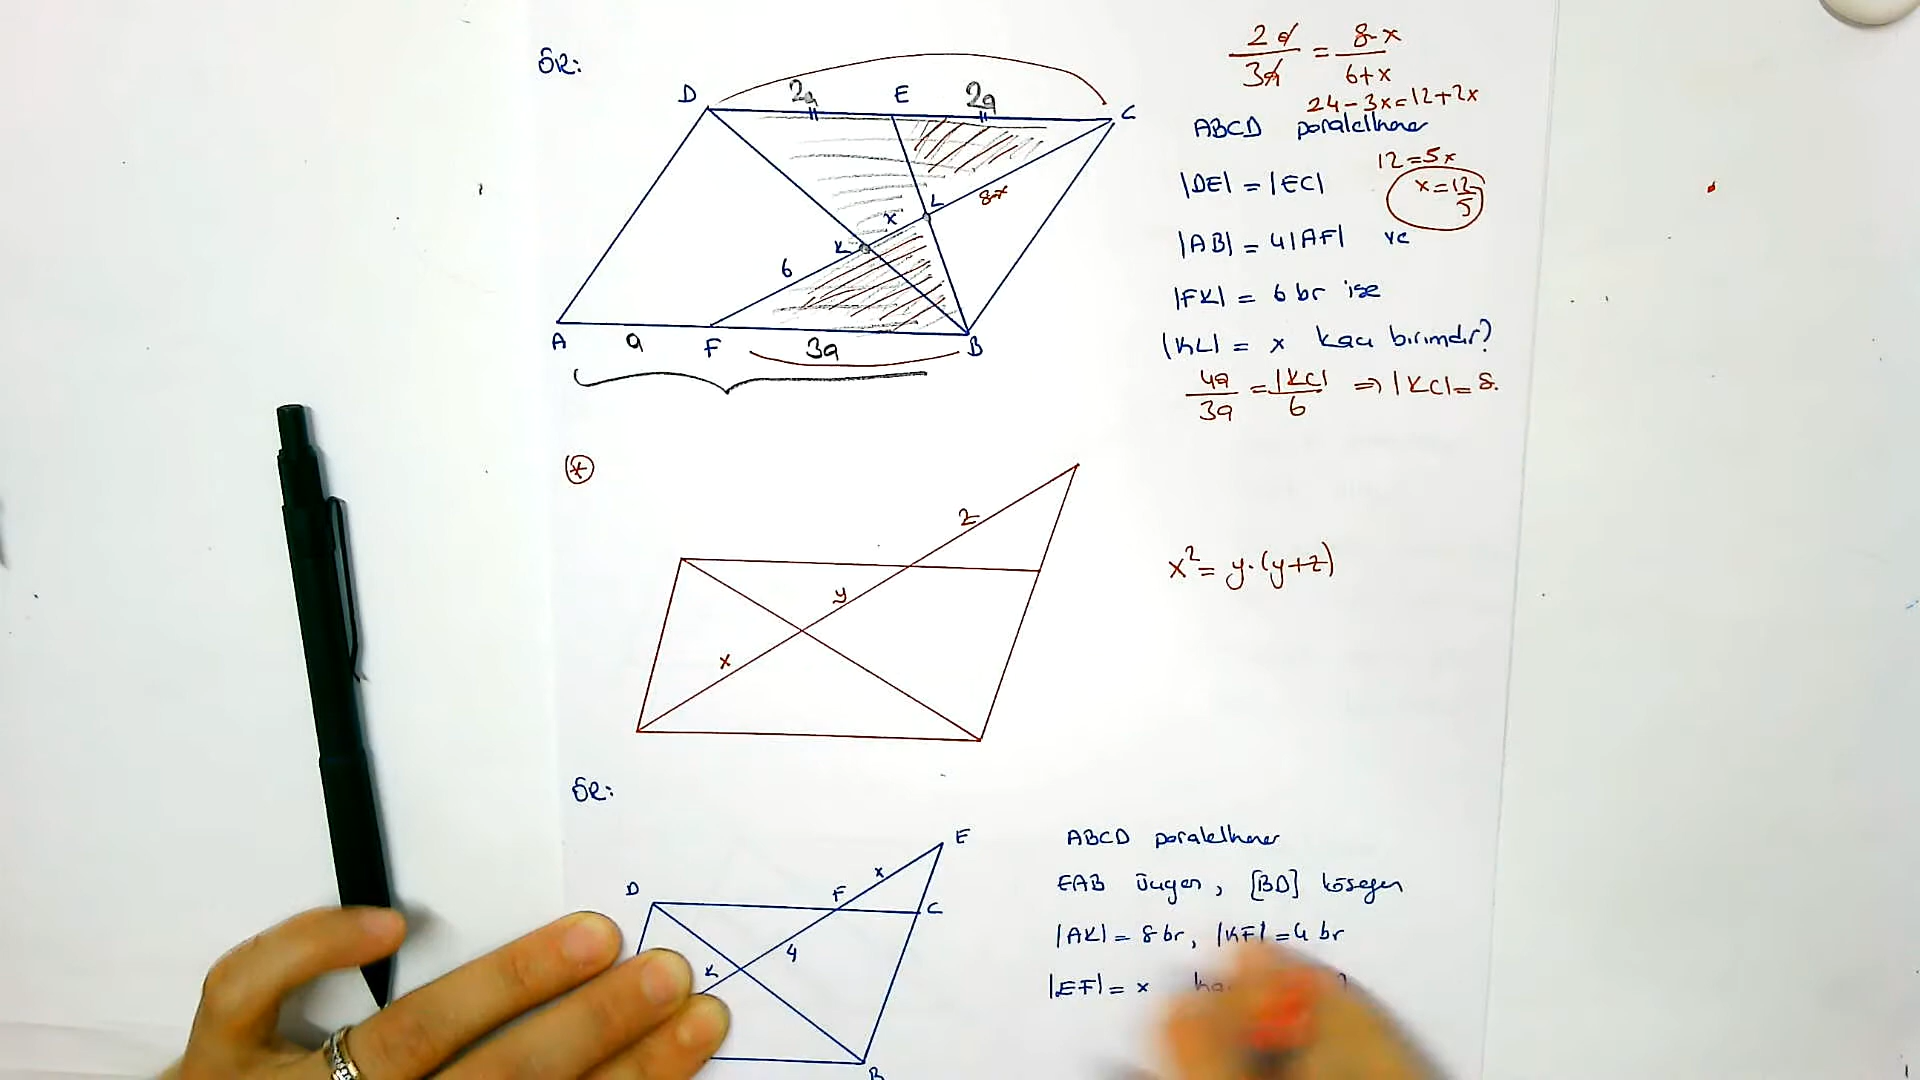 ÖR:
D 2a E 2a C
8-x
L
x
K
6
A a F 3a B
2a/3a = 8-x/6+x
24-3x=12+2x
ABCD paralelkenar
12=5x
|DE| = |EC| x=12/5
|AB| = 4|AF| ve
|FK| = 6 br ise
|KL| = x kaç birimdir?
4a/3a = |KC|/6 ⇒ |KC|=8.
*
z
y
x
x²= y.(y+z)
ÖR:
E
x
D F C
4
K
B
ABCD paralelkenar
EAB üçgen, [BD] köşegen
|AK|= 8 br, |KF|=4 br
|EF|= x